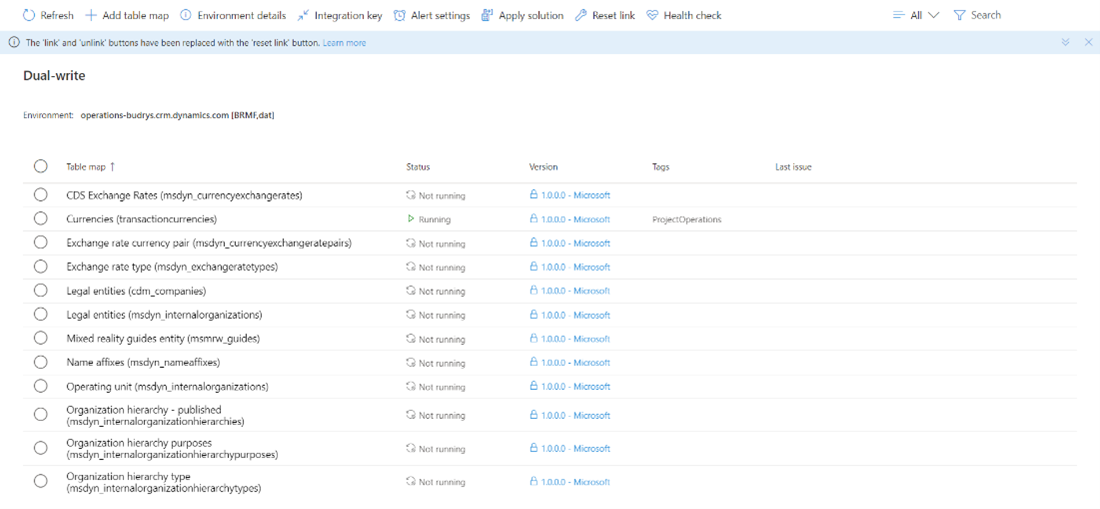 Refresh Add table map Environment details Integration key Alert settings Apply solution Reset link Health check All Search
The 'link' and 'unlink' buttons have been replaced with the 'reset link' button. Learn more
Dual-write
Environment: operations-budrys.crm.dynamics.com [BRMF,dat]
Table map ↑ Status Version Tags Last issue
CDS Exchange Rates (msdyn_currencyexchangerates) Not running 1.0.0.0 - Microsoft
Currencies (transactioncurrencies) Running 1.0.0.0 - Microsoft ProjectOperations
Exchange rate currency pair (msdyn_currencyexchangeratepairs) Not running 1.0.0.0 - Microsoft
Exchange rate type (msdyn_exchangeratetypes) Not running 1.0.0.0 - Microsoft
Legal entities (cdm_companies) Not running 1.0.0.0 - Microsoft
Legal entities (msdyn_internalorganizations) Not running 1.0.0.0 - Microsoft
Mixed reality guides entity (msmrw_guides) Not running 1.0.0.0 - Microsoft
Name affixes (msdyn_nameaffixes) Not running 1.0.0.0 - Microsoft
Operating unit (msdyn_internalorganizations) Not running 1.0.0.0 - Microsoft
Organization hierarchy - published
(msdyn_internalorganizationhierarchies) Not running 1.0.0.0 - Microsoft
Organization hierarchy purposes
(msdyn_internalorganizationhierarchypurposes) Not running 1.0.0.0 - Microsoft
Organization hierarchy type
(msdyn_internalorganizationhierarchytypes) Not running 1.0.0.0 - Microsoft